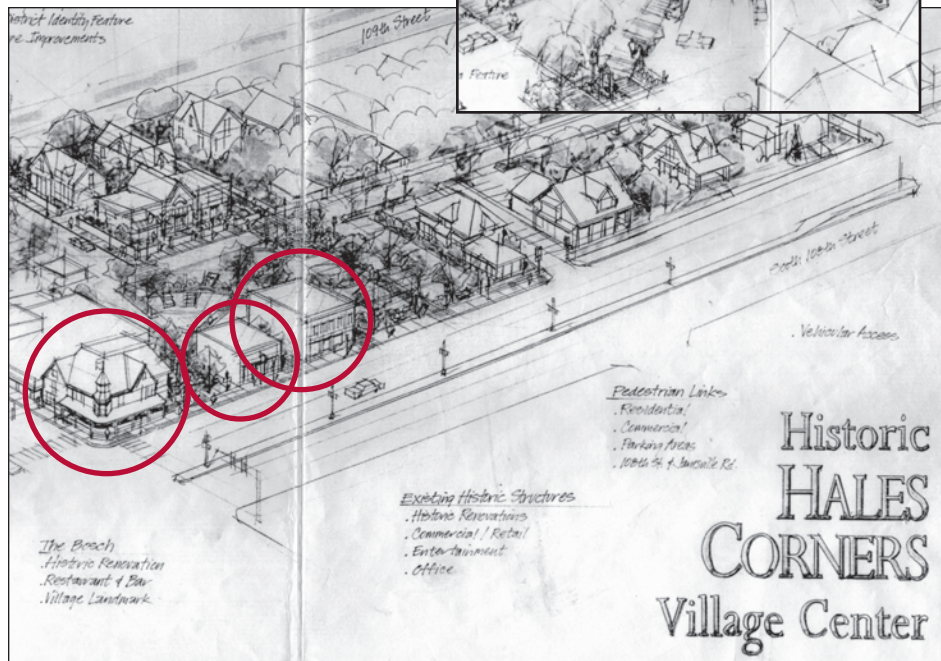 District Identity Feature
Improvements
109th Street
Feature
South 108th Street
. Vehicular Access
Pedestrian Links
. Residential
. Commercial
. Parking Areas
. 108th St. & Janesville Rd.
Existing Historic Structures
. Historic Renovations
. Commercial / Retail
. Entertainment
. Office
The Bosch
. Historic Renovation
. Restaurant & Bar
. Village Landmark
Historic
HALES
CORNERS
Village Center